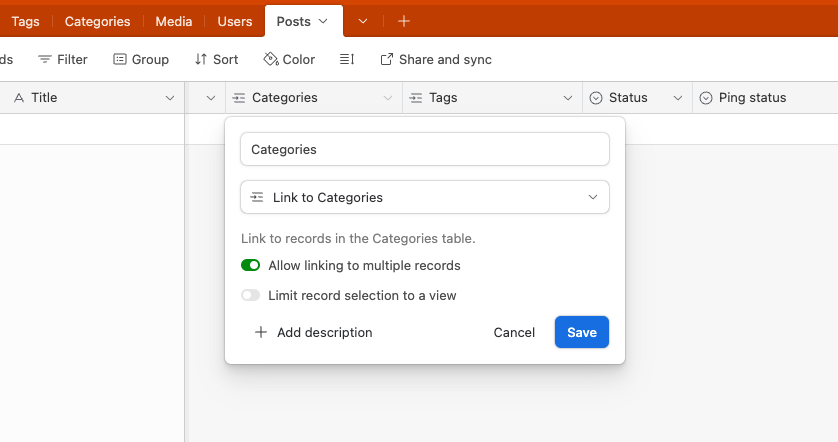 Tags Categories Media Users Posts
ds Filter Group Sort Color Share and sync
Title Categories Tags Status Ping status
Categories
Link to Categories
Link to records in the Categories table.
Allow linking to multiple records
Limit record selection to a view
Add description Cancel Save